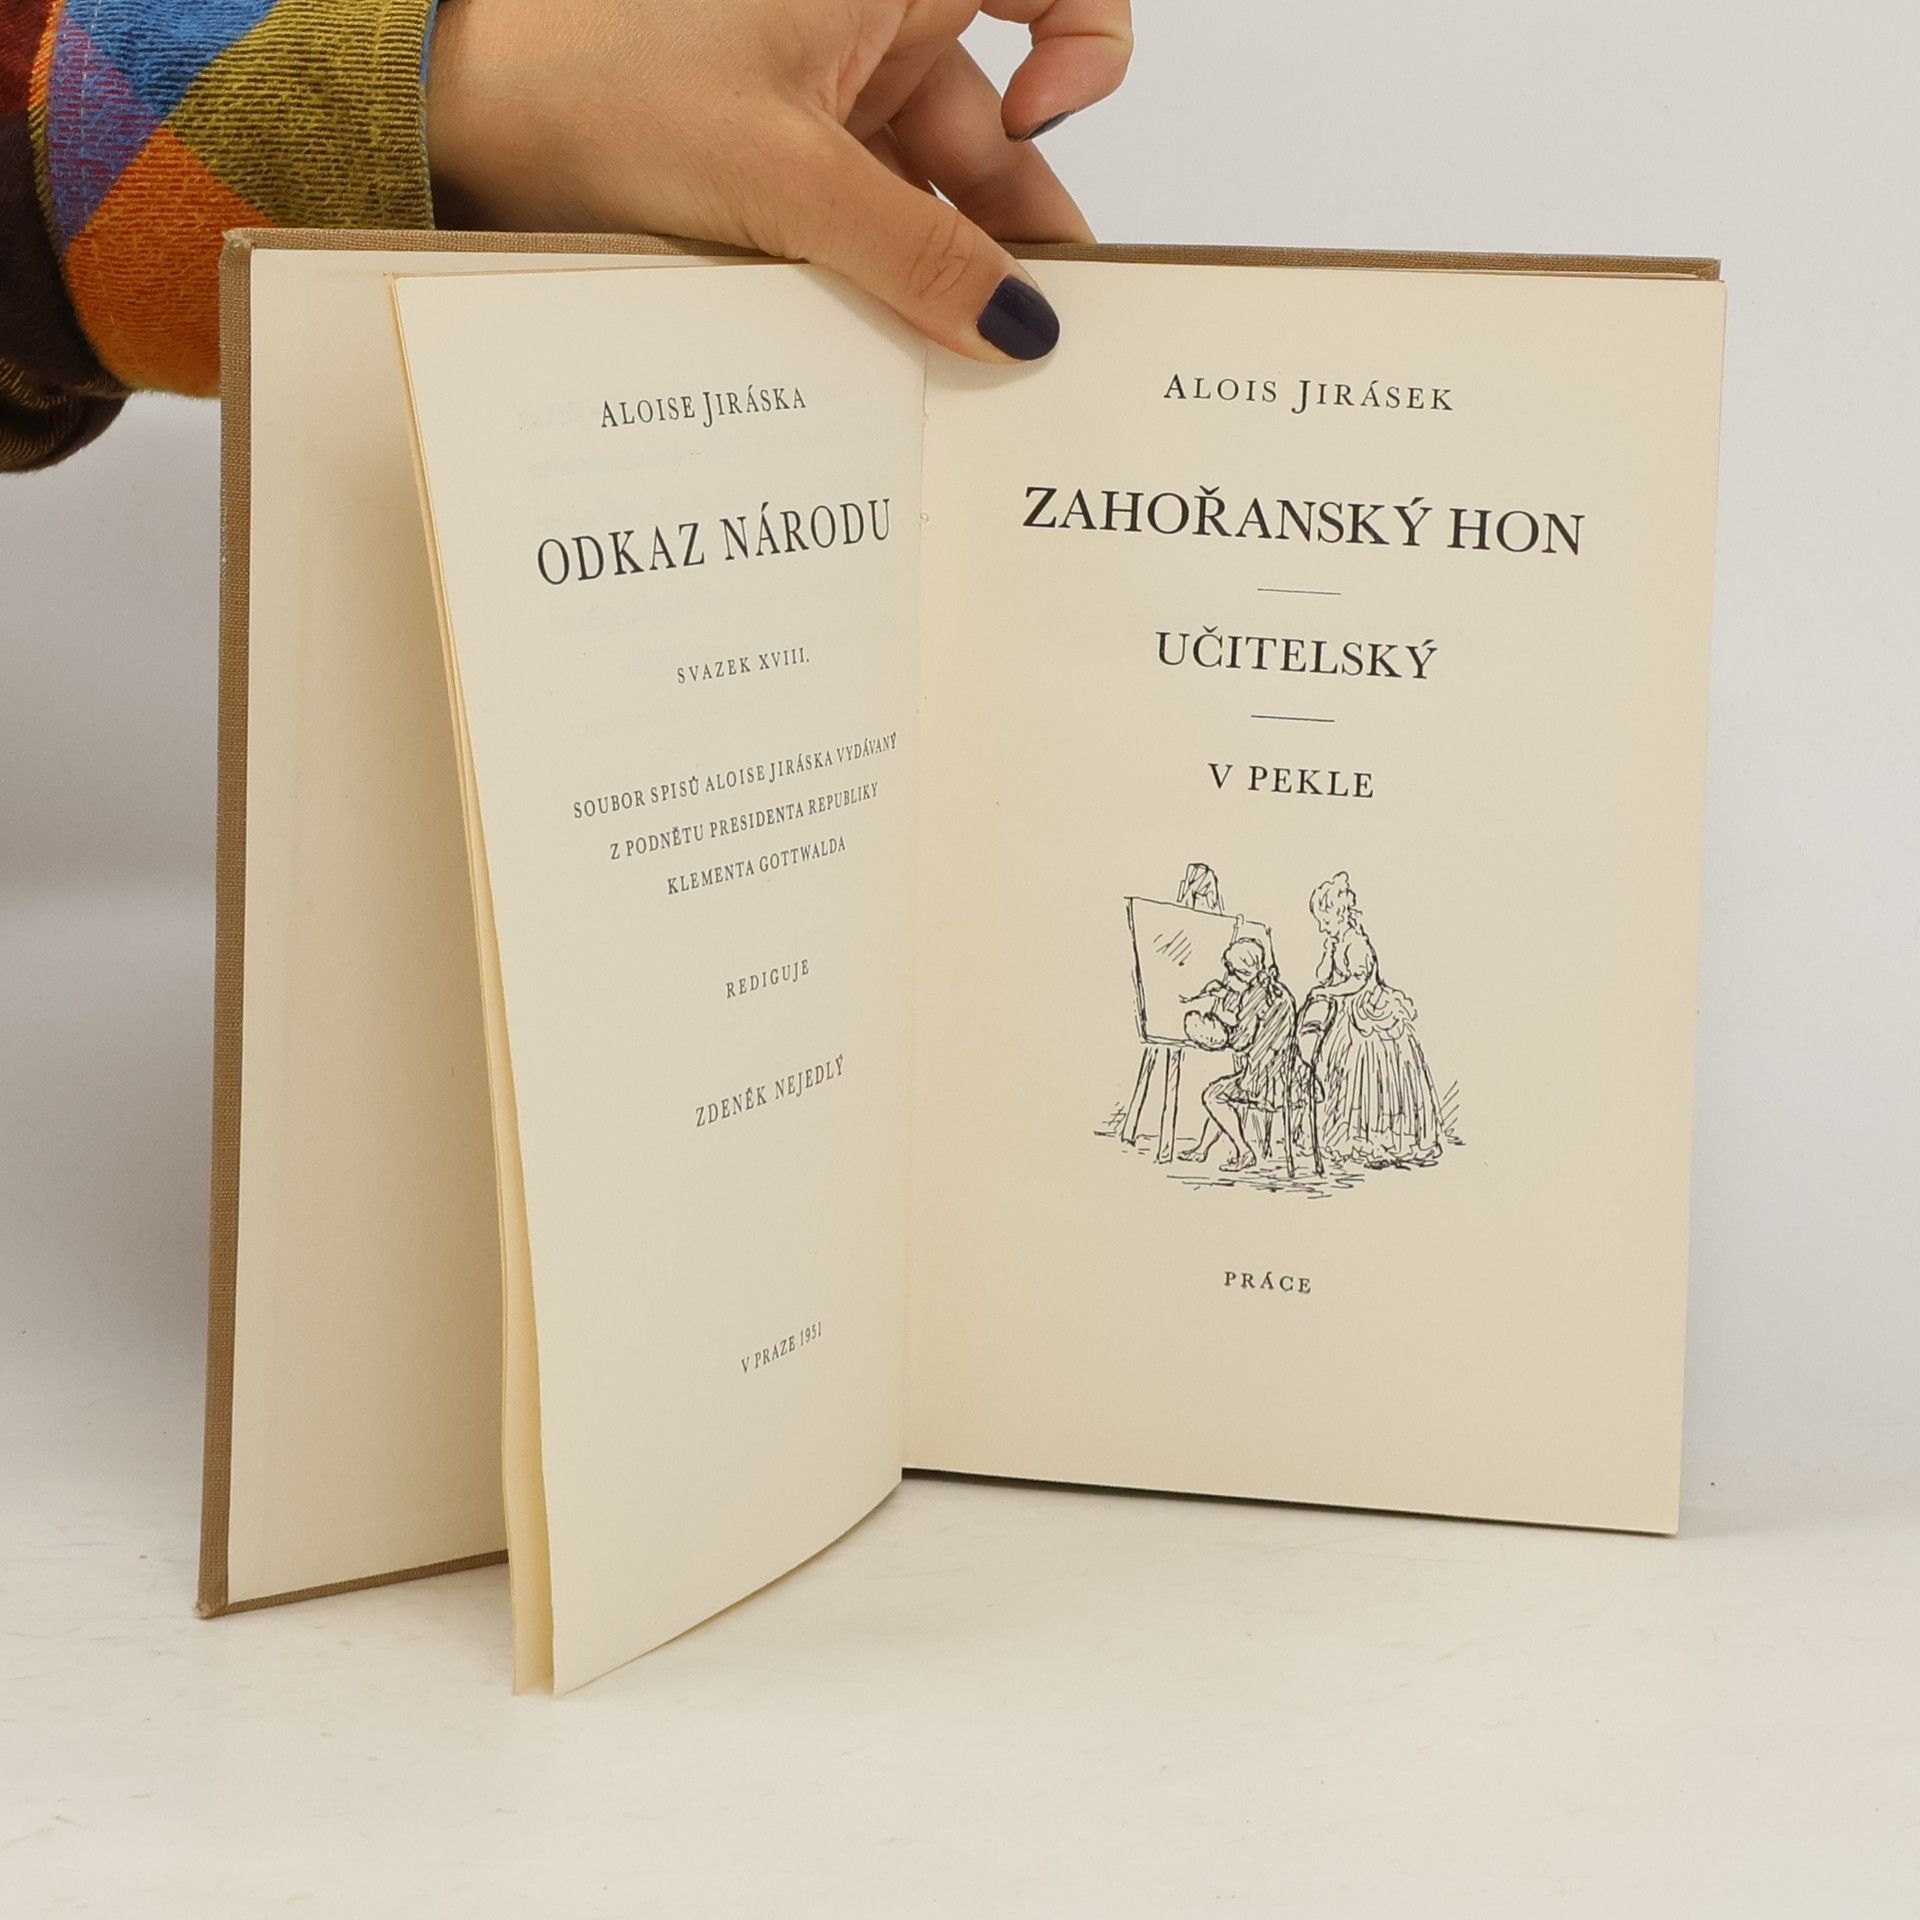 ALOISE JIRÁSKA
ODKAZ NÁRODU
SVAZEK XVIII.
SOUBOR SPISŮ ALOISE JIRÁSKA VYDÁVANÝ
Z PODNĚTU PRESIDENTA REPUBLIKY
KLEMENTA GOTTWALDA
REDIGUJE
ZDENĚK NEJEDLÝ
V PRAZE 1951
ALOIS JIRÁSEK
ZAHOŘANSKÝ HON
UČITELSKÝ
V PEKLE
PRÁCE